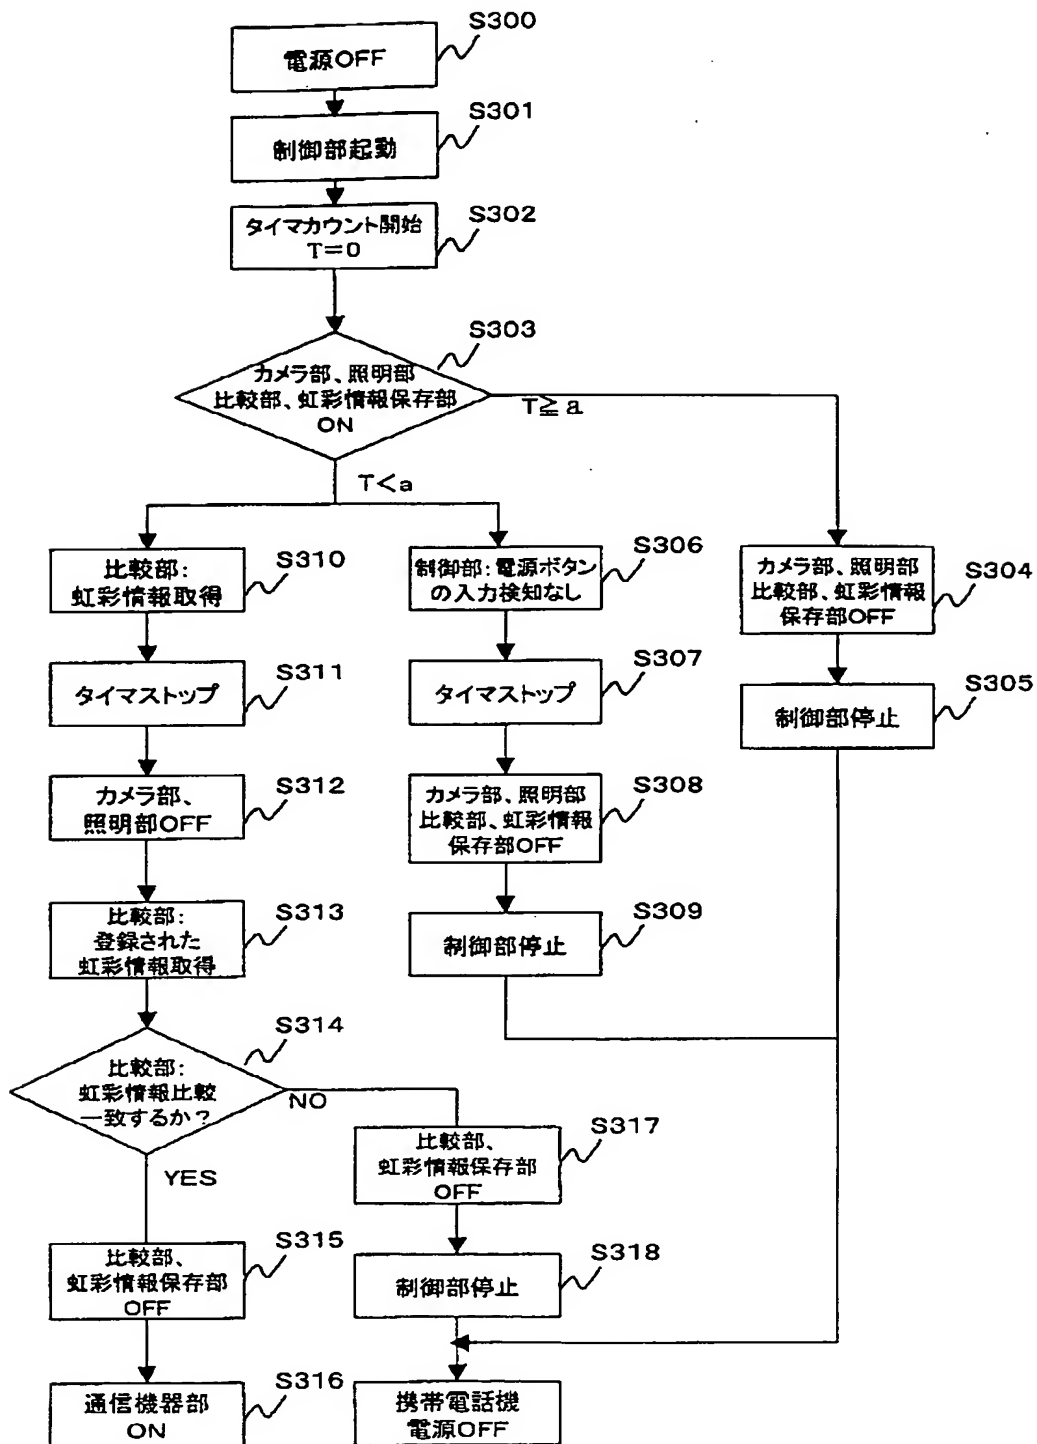 S300
電源OFF
S301
制御部起動
S302
タイマカウント開始
T=0
S303
カメラ部、照明部
比較部、虹彩情報保存部
ON
T≧a
T<a
S310
比較部:
虹彩情報取得
S306
制御部:電源ボタン
の入力検知なし
S304
カメラ部、照明部
比較部、虹彩情報
保存部OFF
S311
タイマストップ
S307
タイマストップ
S305
制御部停止
S312
カメラ部、
照明部OFF
S308
カメラ部、照明部
比較部、虹彩情報
保存部OFF
S313
比較部:
登録された
虹彩情報取得
S309
制御部停止
S314
比較部:
虹彩情報比較
一致するか?
NO
YES
S317
比較部、
虹彩情報保存部
OFF
S315
比較部、
虹彩情報保存部
OFF
S318
制御部停止
S316
通信機器部
ON
携帯電話機
電源OFF